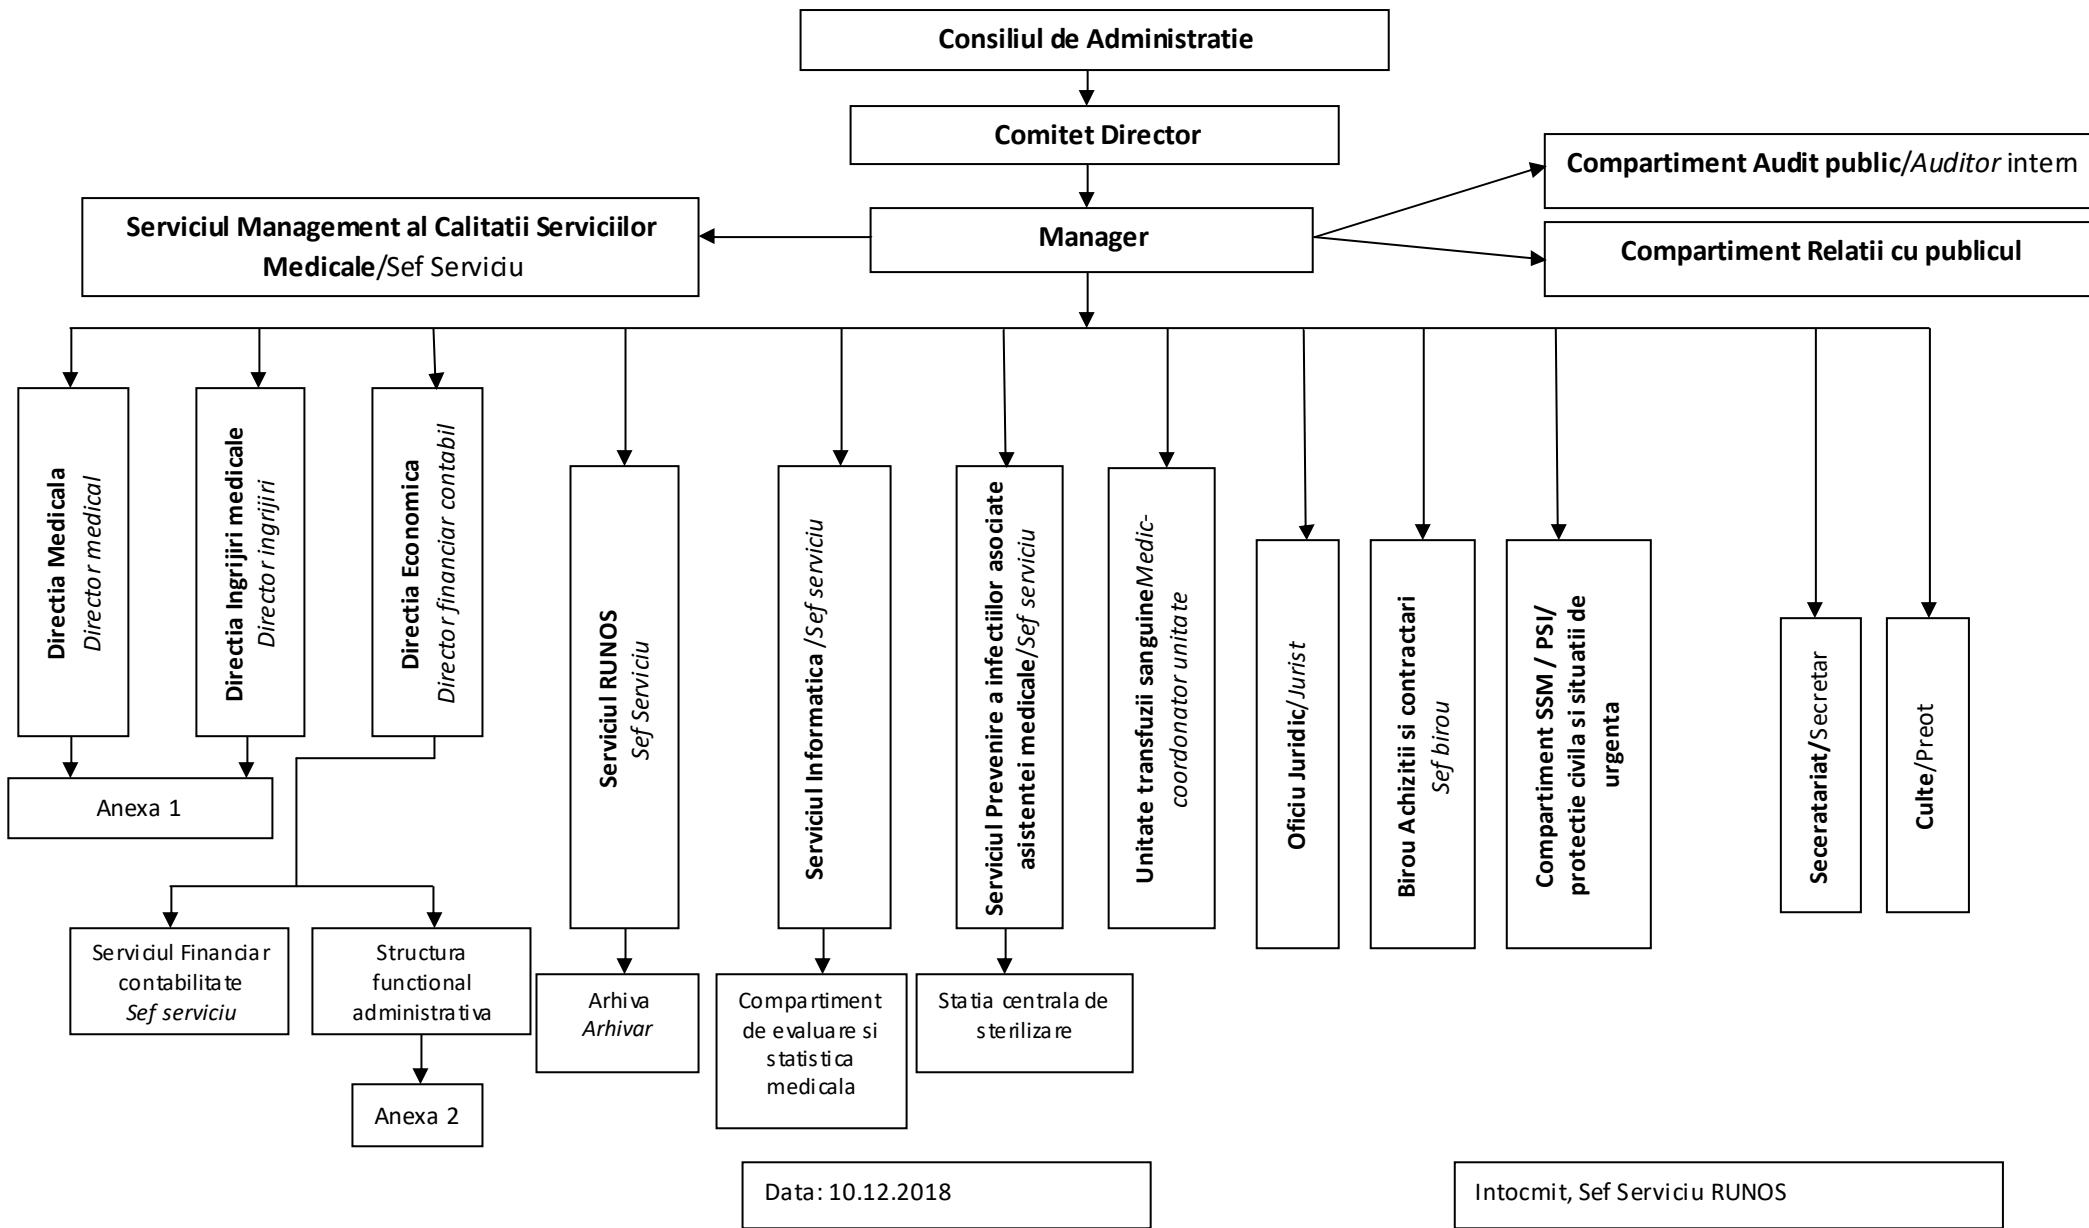 Consiliul de Administratie
Comitet Director
Compartiment Audit public/Auditor intern
Serviciul Management al Calitatii Serviciilor
Medicale/Sef Serviciu
Manager
Compartiment Relatii cu publicul
Directia Medicala
Director medical
Directia Ingrijiri medicale
Director ingrijiri
Directia Economica
Director financiar contabil
Serviciul RUNOS
Sef Serviciu
Serviciul Informatica /Sef serviciu
Serviciul Prevenire a infectiilor asociate
asistentei medicale/Sef serviciu
Unitate transfuzii sanguineMedic-
coordonator unitate
Oficiu Juridic/Jurist
Birou Achizitii si contractari
Sef birou
Compartiment SSM / PSI/
protectie civila si situatii de
urgenta
Seceratariat/Secretar
Culte/Preot
Anexa 1
Serviciul Financiar
contabilitate
Sef serviciu
Structura
functional
administrativa
Arhiva
Arhivar
Compartiment
de evaluare si
statistica
medicala
Statia centrala de
sterilizare
Anexa 2
Data: 10.12.2018
Intocmit, Sef Serviciu RUNOS